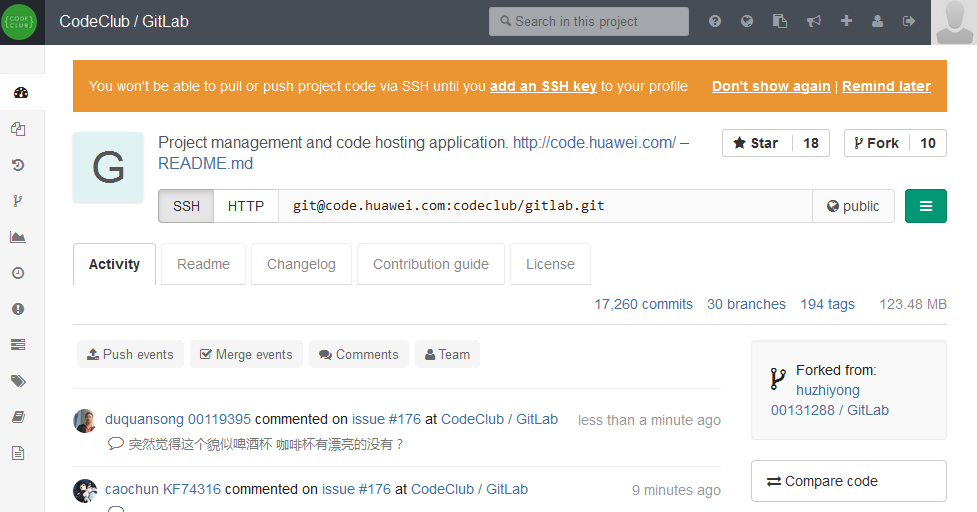 {CODE
CLUB}
CodeClub / GitLab
Search in this project
You won't be able to pull or push project code via SSH until you add an SSH key to your profile
Don't show again | Remind later
G
Project management and code hosting application. http://code.huawei.com/ –
README.md
Star 18
Fork 10
SSH HTTP git@code.huawei.com:codeclub/gitlab.git public
Activity Readme Changelog Contribution guide License
17,260 commits 30 branches 194 tags 123.48 MB
Push events Merge events Comments Team
duquansong 00119395 commented on issue #176 at CodeClub / GitLab less than a minute ago
突然觉得这个貌似啤酒杯 咖啡杯有漂亮的没有？
caochun KF74316 commented on issue #176 at CodeClub / GitLab 9 minutes ago
Forked from:
huzhiyong
00131288 / GitLab
Compare code